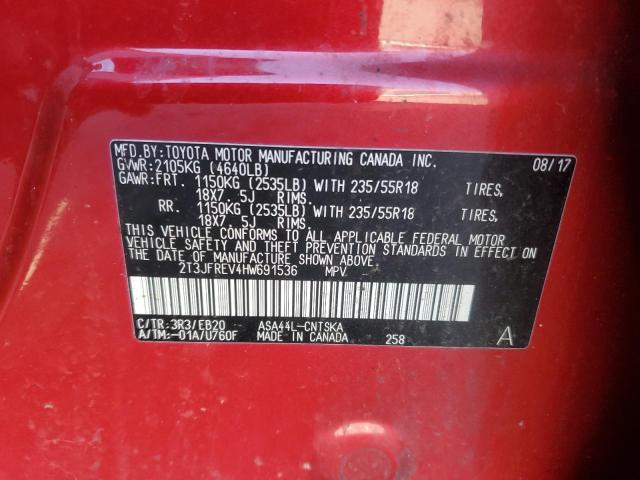 MFD.BY:TOYOTA MOTOR MANUFACTURING CANADA INC. 08/17
GVWR:2105KG (4640LB)
GAWR:FRT. 1150KG (2535LB) WITH 235/55R18 TIRES,
18X7. 5J RIMS.
RR. 1150KG (2535LB) WITH 235/55R18 TIRES,
18X7. 5J RIMS.
THIS VEHICLE CONFORMS TO ALL APPLICABLE FEDERAL MOTOR
VEHICLE SAFETY AND THEFT PREVENTION STANDARDS IN EFFECT ON
THE DATE OF MANUFACTURE SHOWN ABOVE.
2T3JFREV4HW691536 MPV
C/TR:3R3/EB20 ASA44L-CNTSKA
A/TM:-01A/U760F MADE IN CANADA 258 A